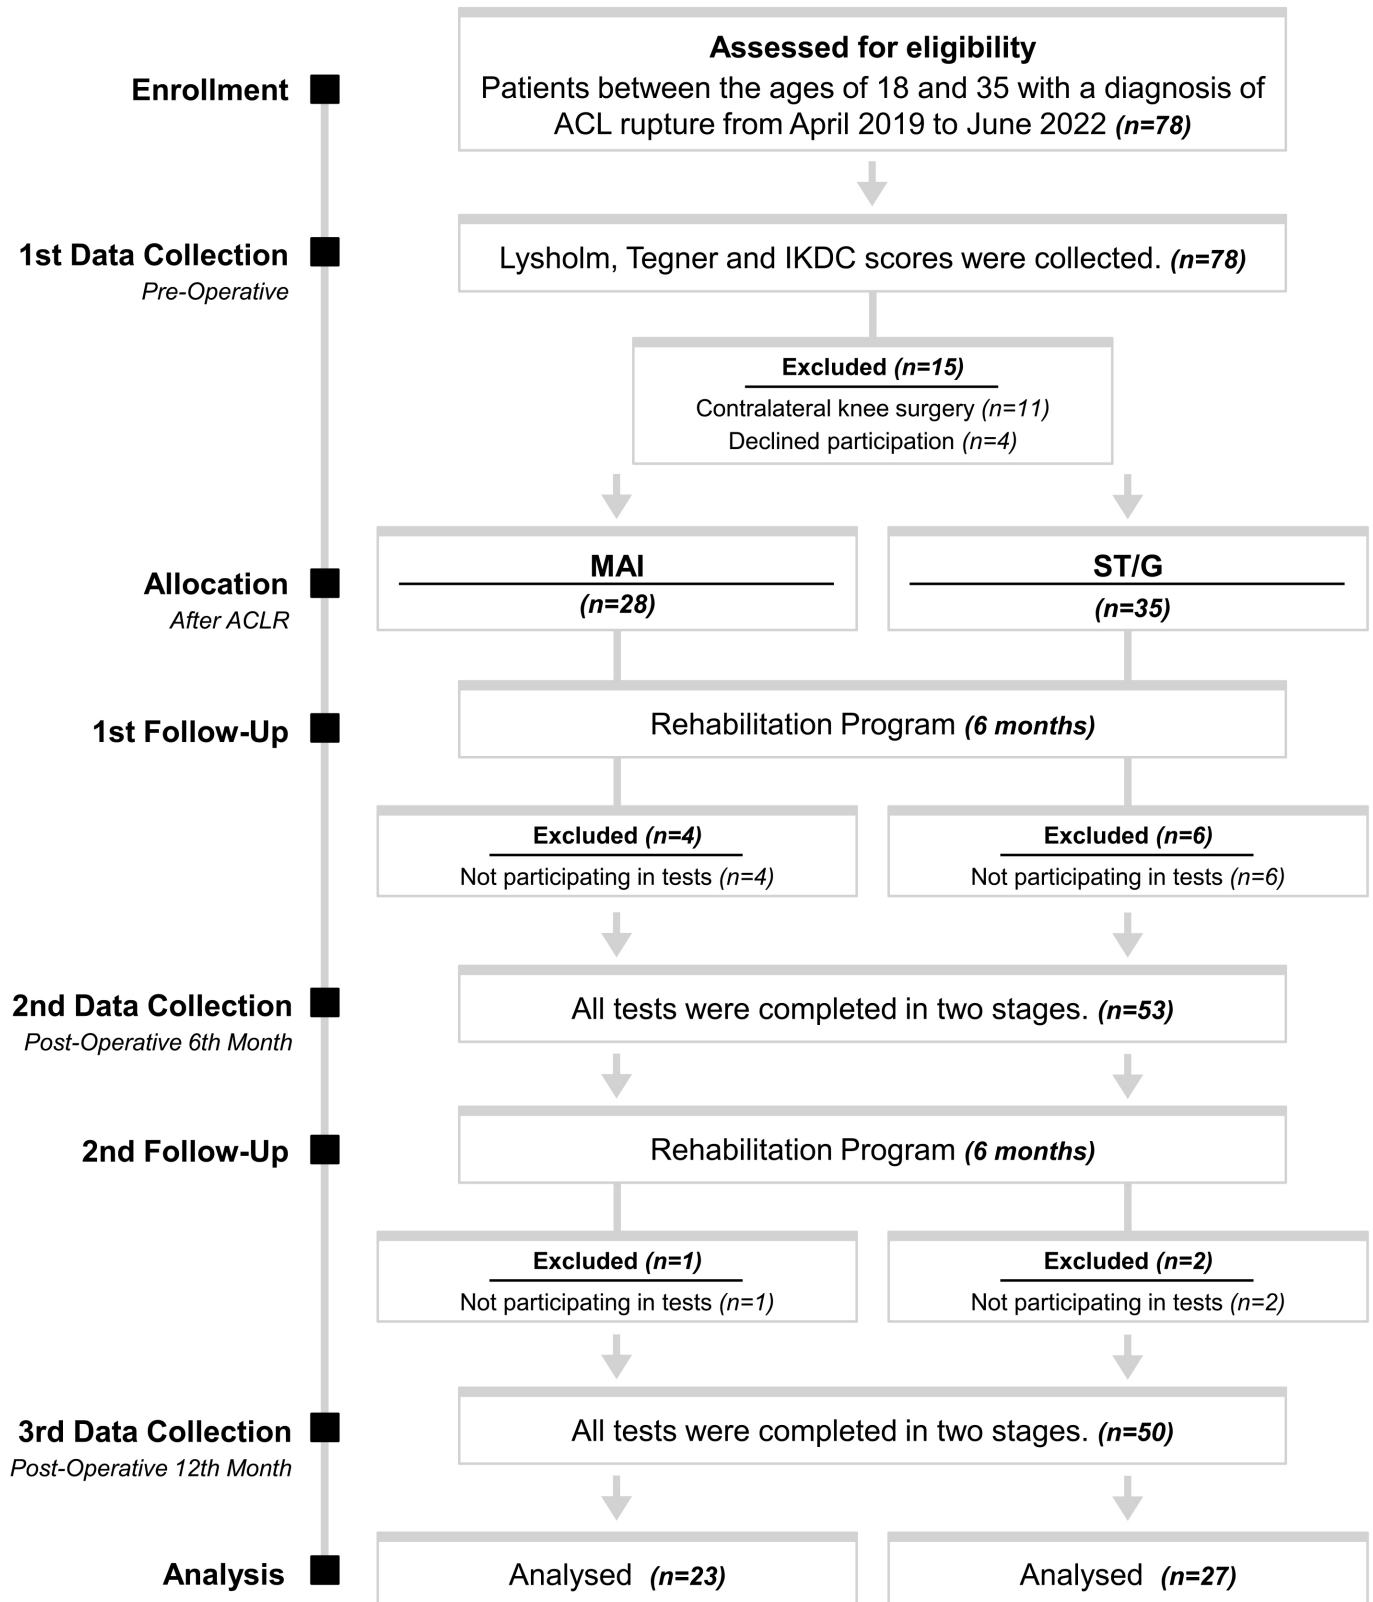 Enrollment
Assessed for eligibility
Patients between the ages of 18 and 35 with a diagnosis of
ACL rupture from April 2019 to June 2022 (n=78)
1st Data Collection
Pre-Operative
Lysholm, Tegner and IKDC scores were collected. (n=78)
Excluded (n=15)
Contralateral knee surgery (n=11)
Declined participation (n=4)
Allocation
After ACLR
MAI
(n=28)
ST/G
(n=35)
1st Follow-Up
Rehabilitation Program (6 months)
Excluded (n=4)
Not participating in tests (n=4)
Excluded (n=6)
Not participating in tests (n=6)
2nd Data Collection
Post-Operative 6th Month
All tests were completed in two stages. (n=53)
2nd Follow-Up
Rehabilitation Program (6 months)
Excluded (n=1)
Not participating in tests (n=1)
Excluded (n=2)
Not participating in tests (n=2)
3rd Data Collection
Post-Operative 12th Month
All tests were completed in two stages. (n=50)
Analysis
Analysed (n=23)
Analysed (n=27)